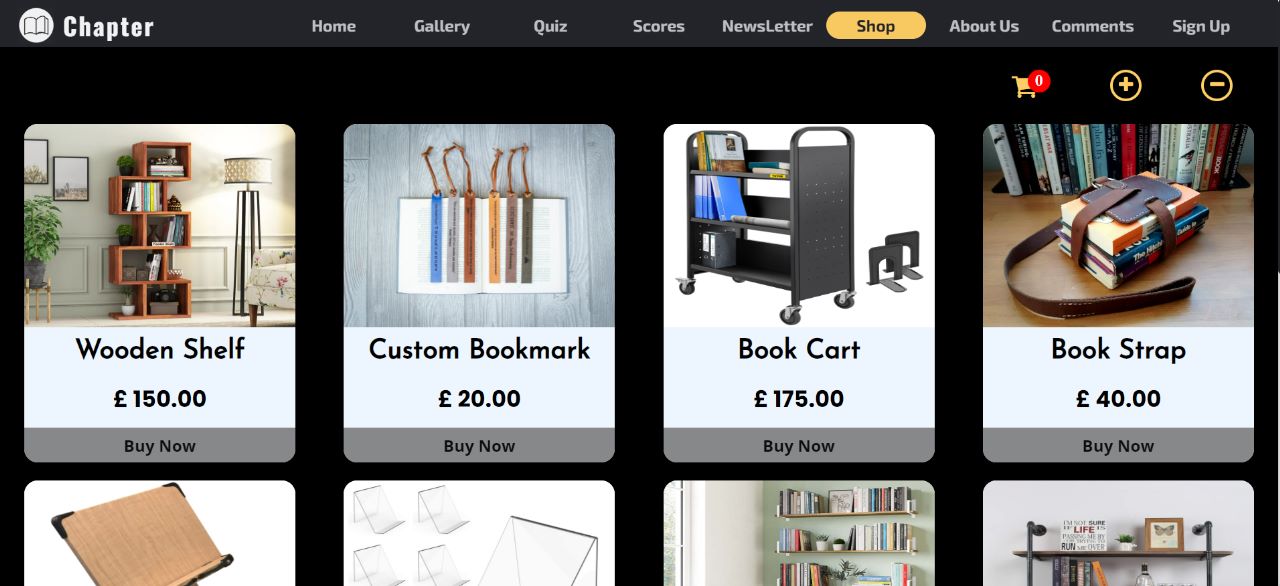 Chapter
Home Gallery Quiz Scores NewsLetter Shop About Us Comments Sign Up
0
Wooden Shelf
£ 150.00
Buy Now
Custom Bookmark
£ 20.00
Buy Now
Book Cart
£ 175.00
Buy Now
Book Strap
£ 40.00
Buy Now
I'M NOT SURE
IF LIFE IS
PASSING ME
BY OR TRYING TO
RUN ME OVER